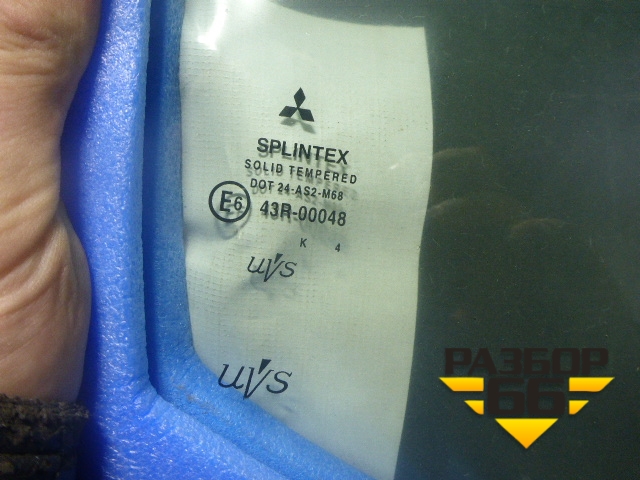 SPLINTEX
SOLID TEMPERED
DOT 24-AS2-M68
E6 43R-00048
K 4
uvs
uvs
РАЗБОР
66